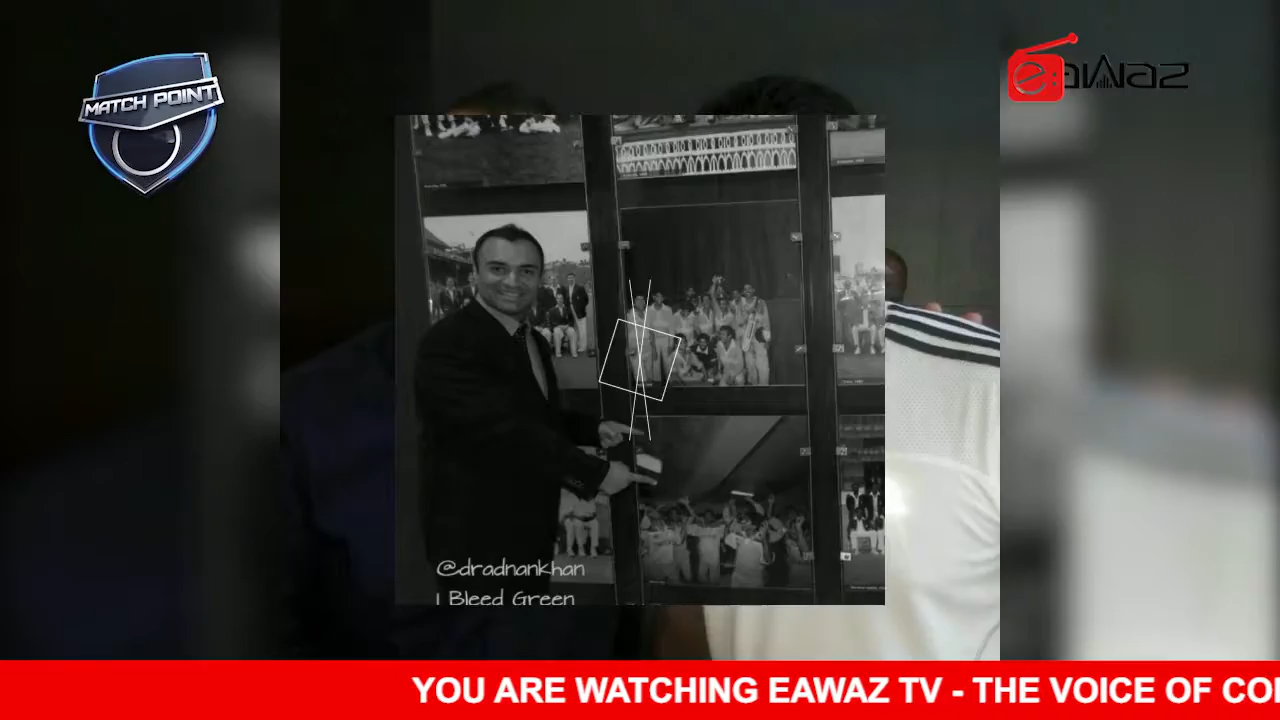 MATCH POINT
eawaz
@dradnankhan
I Bleed Green
YOU ARE WATCHING EAWAZ TV - THE VOICE OF CO